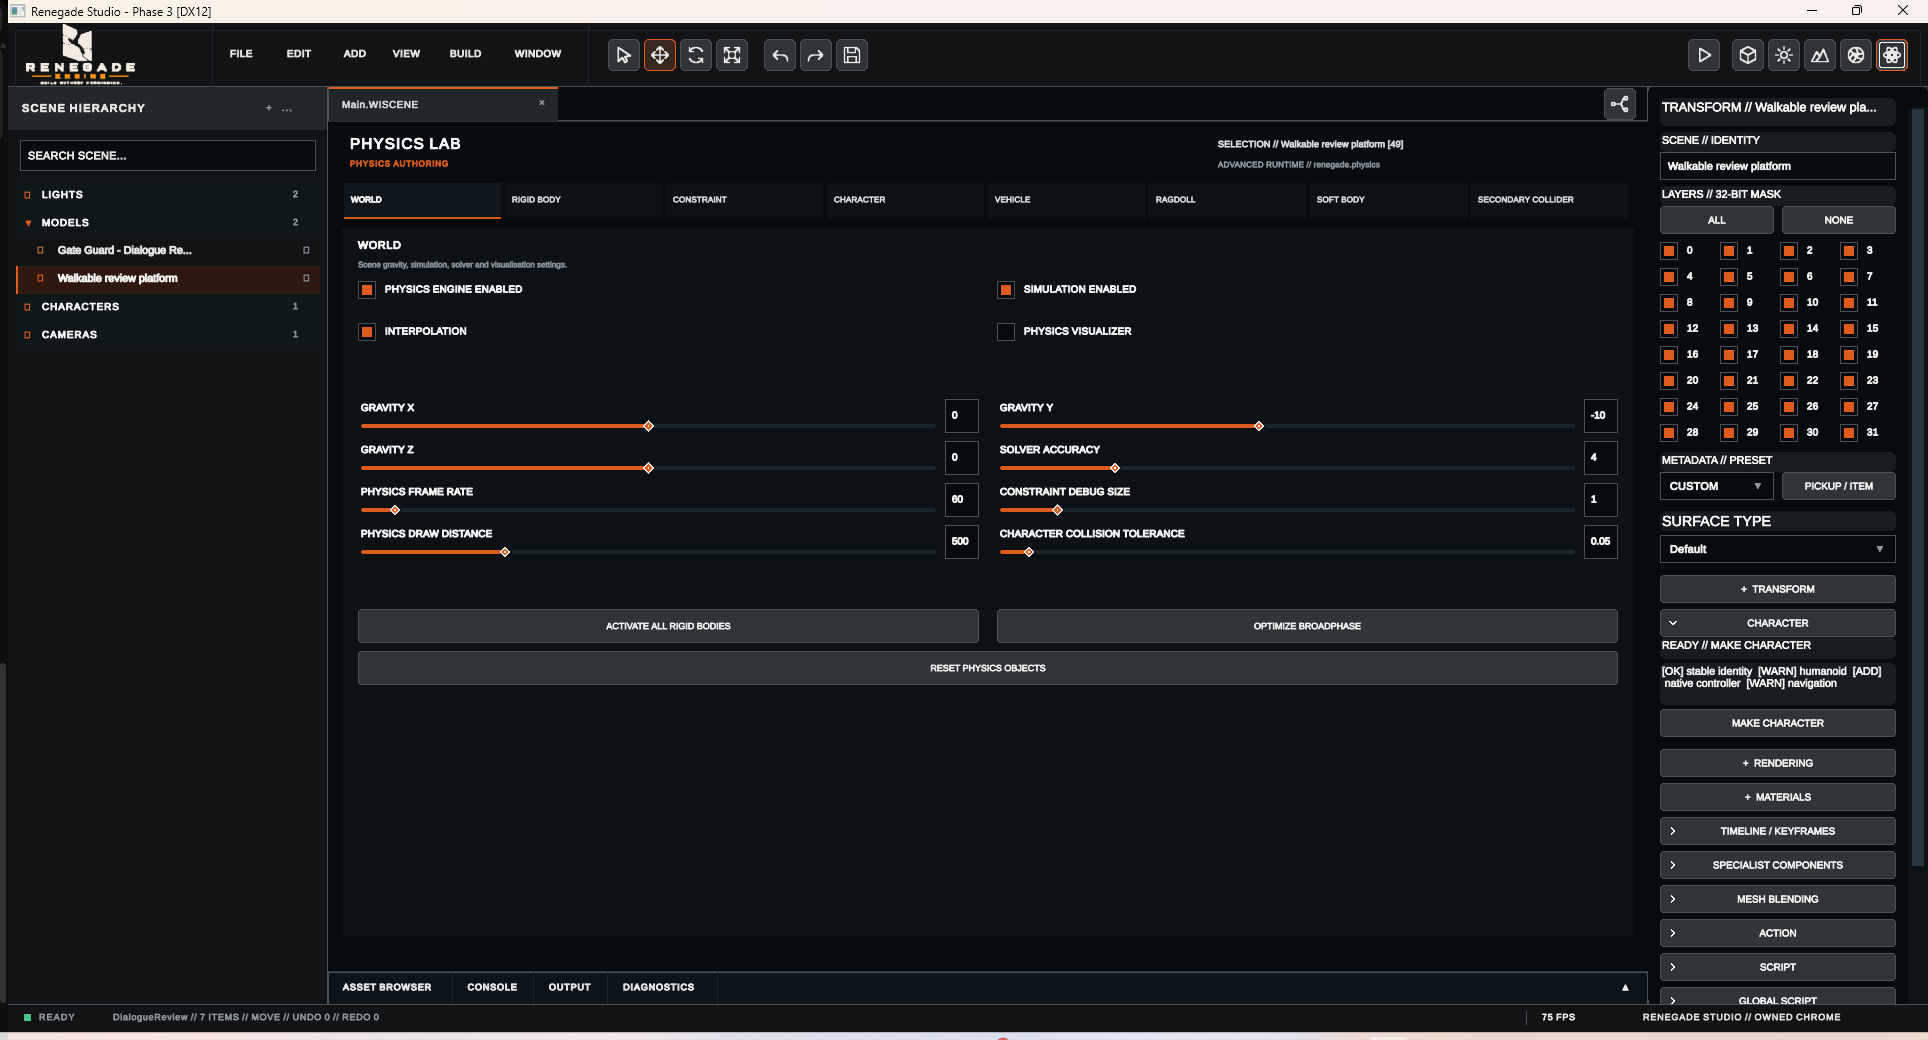 Renegade Studio - Phase 3 [DX12]
RENEGADE
ENGINE
FILE EDIT ADD VIEW BUILD WINDOW
SCENE HIERARCHY + ...
SEARCH SCENE...
LIGHTS 2
MODELS 2
Gate Guard - Dialogue Re...
Walkable review platform
CHARACTERS 1
CAMERAS 1
Main.WISCENE ×
PHYSICS LAB
PHYSICS AUTHORING
SELECTION // Walkable review platform [49]
ADVANCED RUNTIME // renegade.physics
WORLD RIGID BODY CONSTRAINT CHARACTER VEHICLE RAGDOLL SOFT BODY SECONDARY COLLIDER
WORLD
Scene gravity, simulation, solver and visualisation settings.
PHYSICS ENGINE ENABLED SIMULATION ENABLED
INTERPOLATION PHYSICS VISUALIZER
GRAVITY X 0 GRAVITY Y -10
GRAVITY Z 0 SOLVER ACCURACY 4
PHYSICS FRAME RATE 60 CONSTRAINT DEBUG SIZE 1
PHYSICS DRAW DISTANCE 500 CHARACTER COLLISION TOLERANCE 0.05
ACTIVATE ALL RIGID BODIES OPTIMIZE BROADPHASE
RESET PHYSICS OBJECTS
TRANSFORM // Walkable review pla...
SCENE // IDENTITY
Walkable review platform
LAYERS // 32-BIT MASK
ALL NONE
0 1 2 3
4 5 6 7
8 9 10 11
12 13 14 15
16 17 18 19
20 21 22 23
24 25 26 27
28 29 30 31
METADATA // PRESET
CUSTOM PICKUP / ITEM
SURFACE TYPE
Default
+ TRANSFORM
CHARACTER
READY // MAKE CHARACTER
[OK] stable identity [WARN] humanoid [ADD]
native controller [WARN] navigation
MAKE CHARACTER
+ RENDERING
+ MATERIALS
TIMELINE / KEYFRAMES
SPECIALIST COMPONENTS
MESH BLENDING
ACTION
SCRIPT
GLOBAL SCRIPT
ASSET BROWSER CONSOLE OUTPUT DIAGNOSTICS
READY DialogueReview // 7 ITEMS // MOVE // UNDO 0 // REDO 0 75 FPS RENEGADE STUDIO // OWNED CHROME